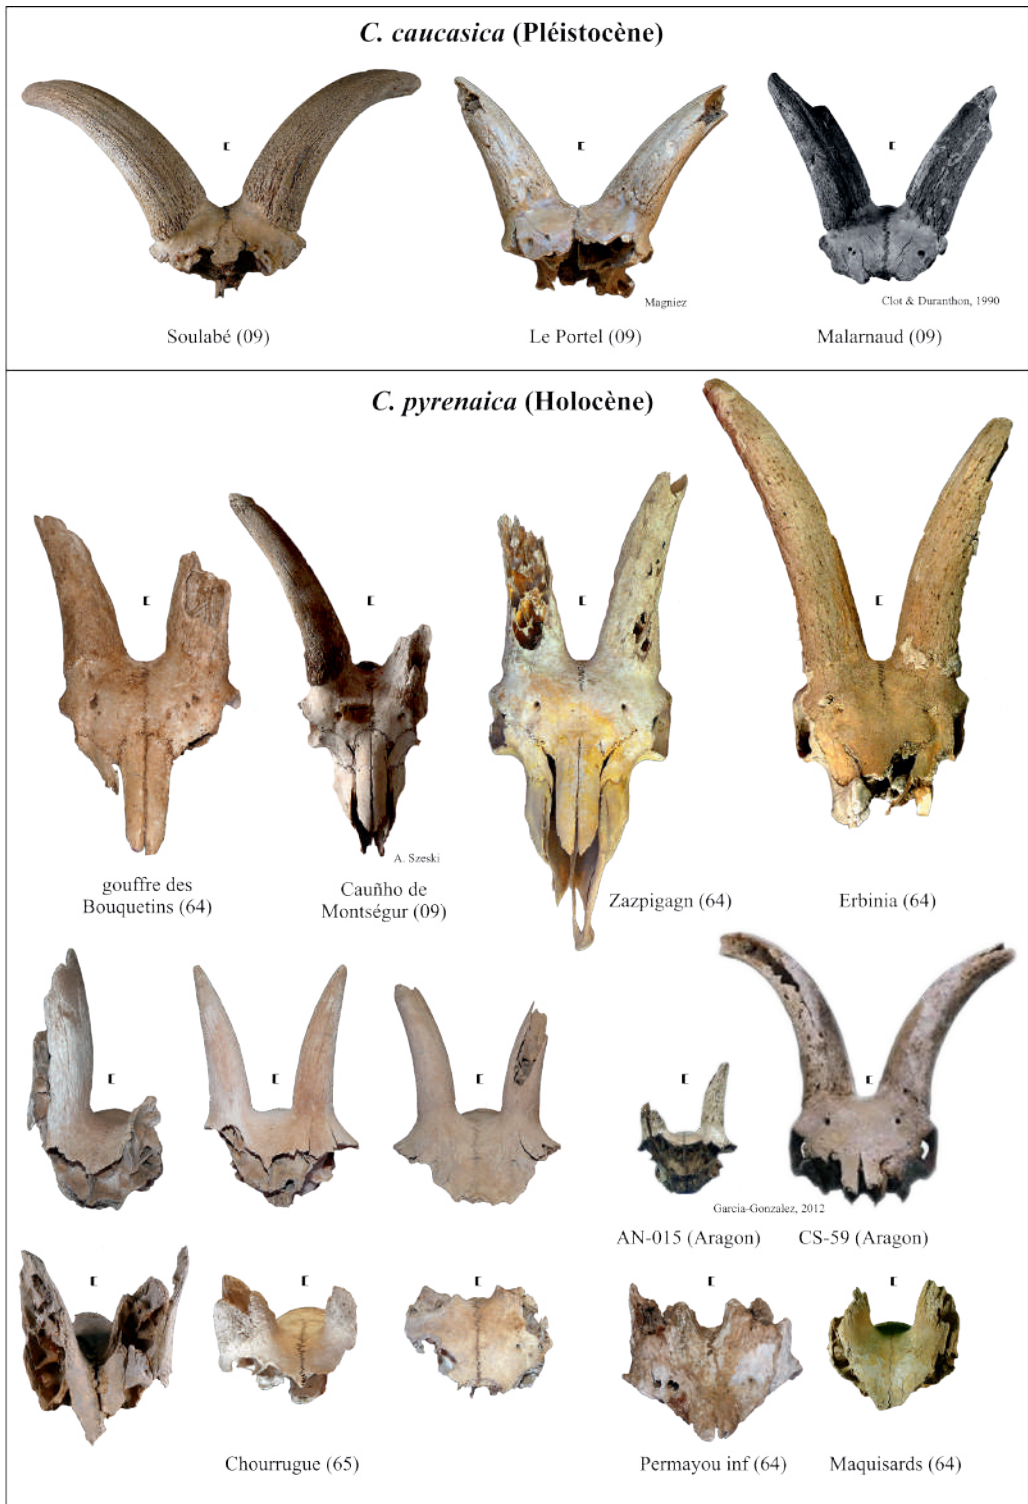 C. caucasica (Pléistocène)
Magniez
Clot & Duranthon, 1990
Soulabé (09)
Le Portel (09)
Malarnaud (09)
C. pyrenaica (Holocène)
A. Szeski
gouffre des
Bouquetins (64)
Cauñho de
Montségur (09)
Zazpigagn (64)
Erbinia (64)
Garcia-Gonzalez, 2012
AN-015 (Aragon)
CS-59 (Aragon)
Chourrugue (65)
Permayou inf (64)
Maquisards (64)